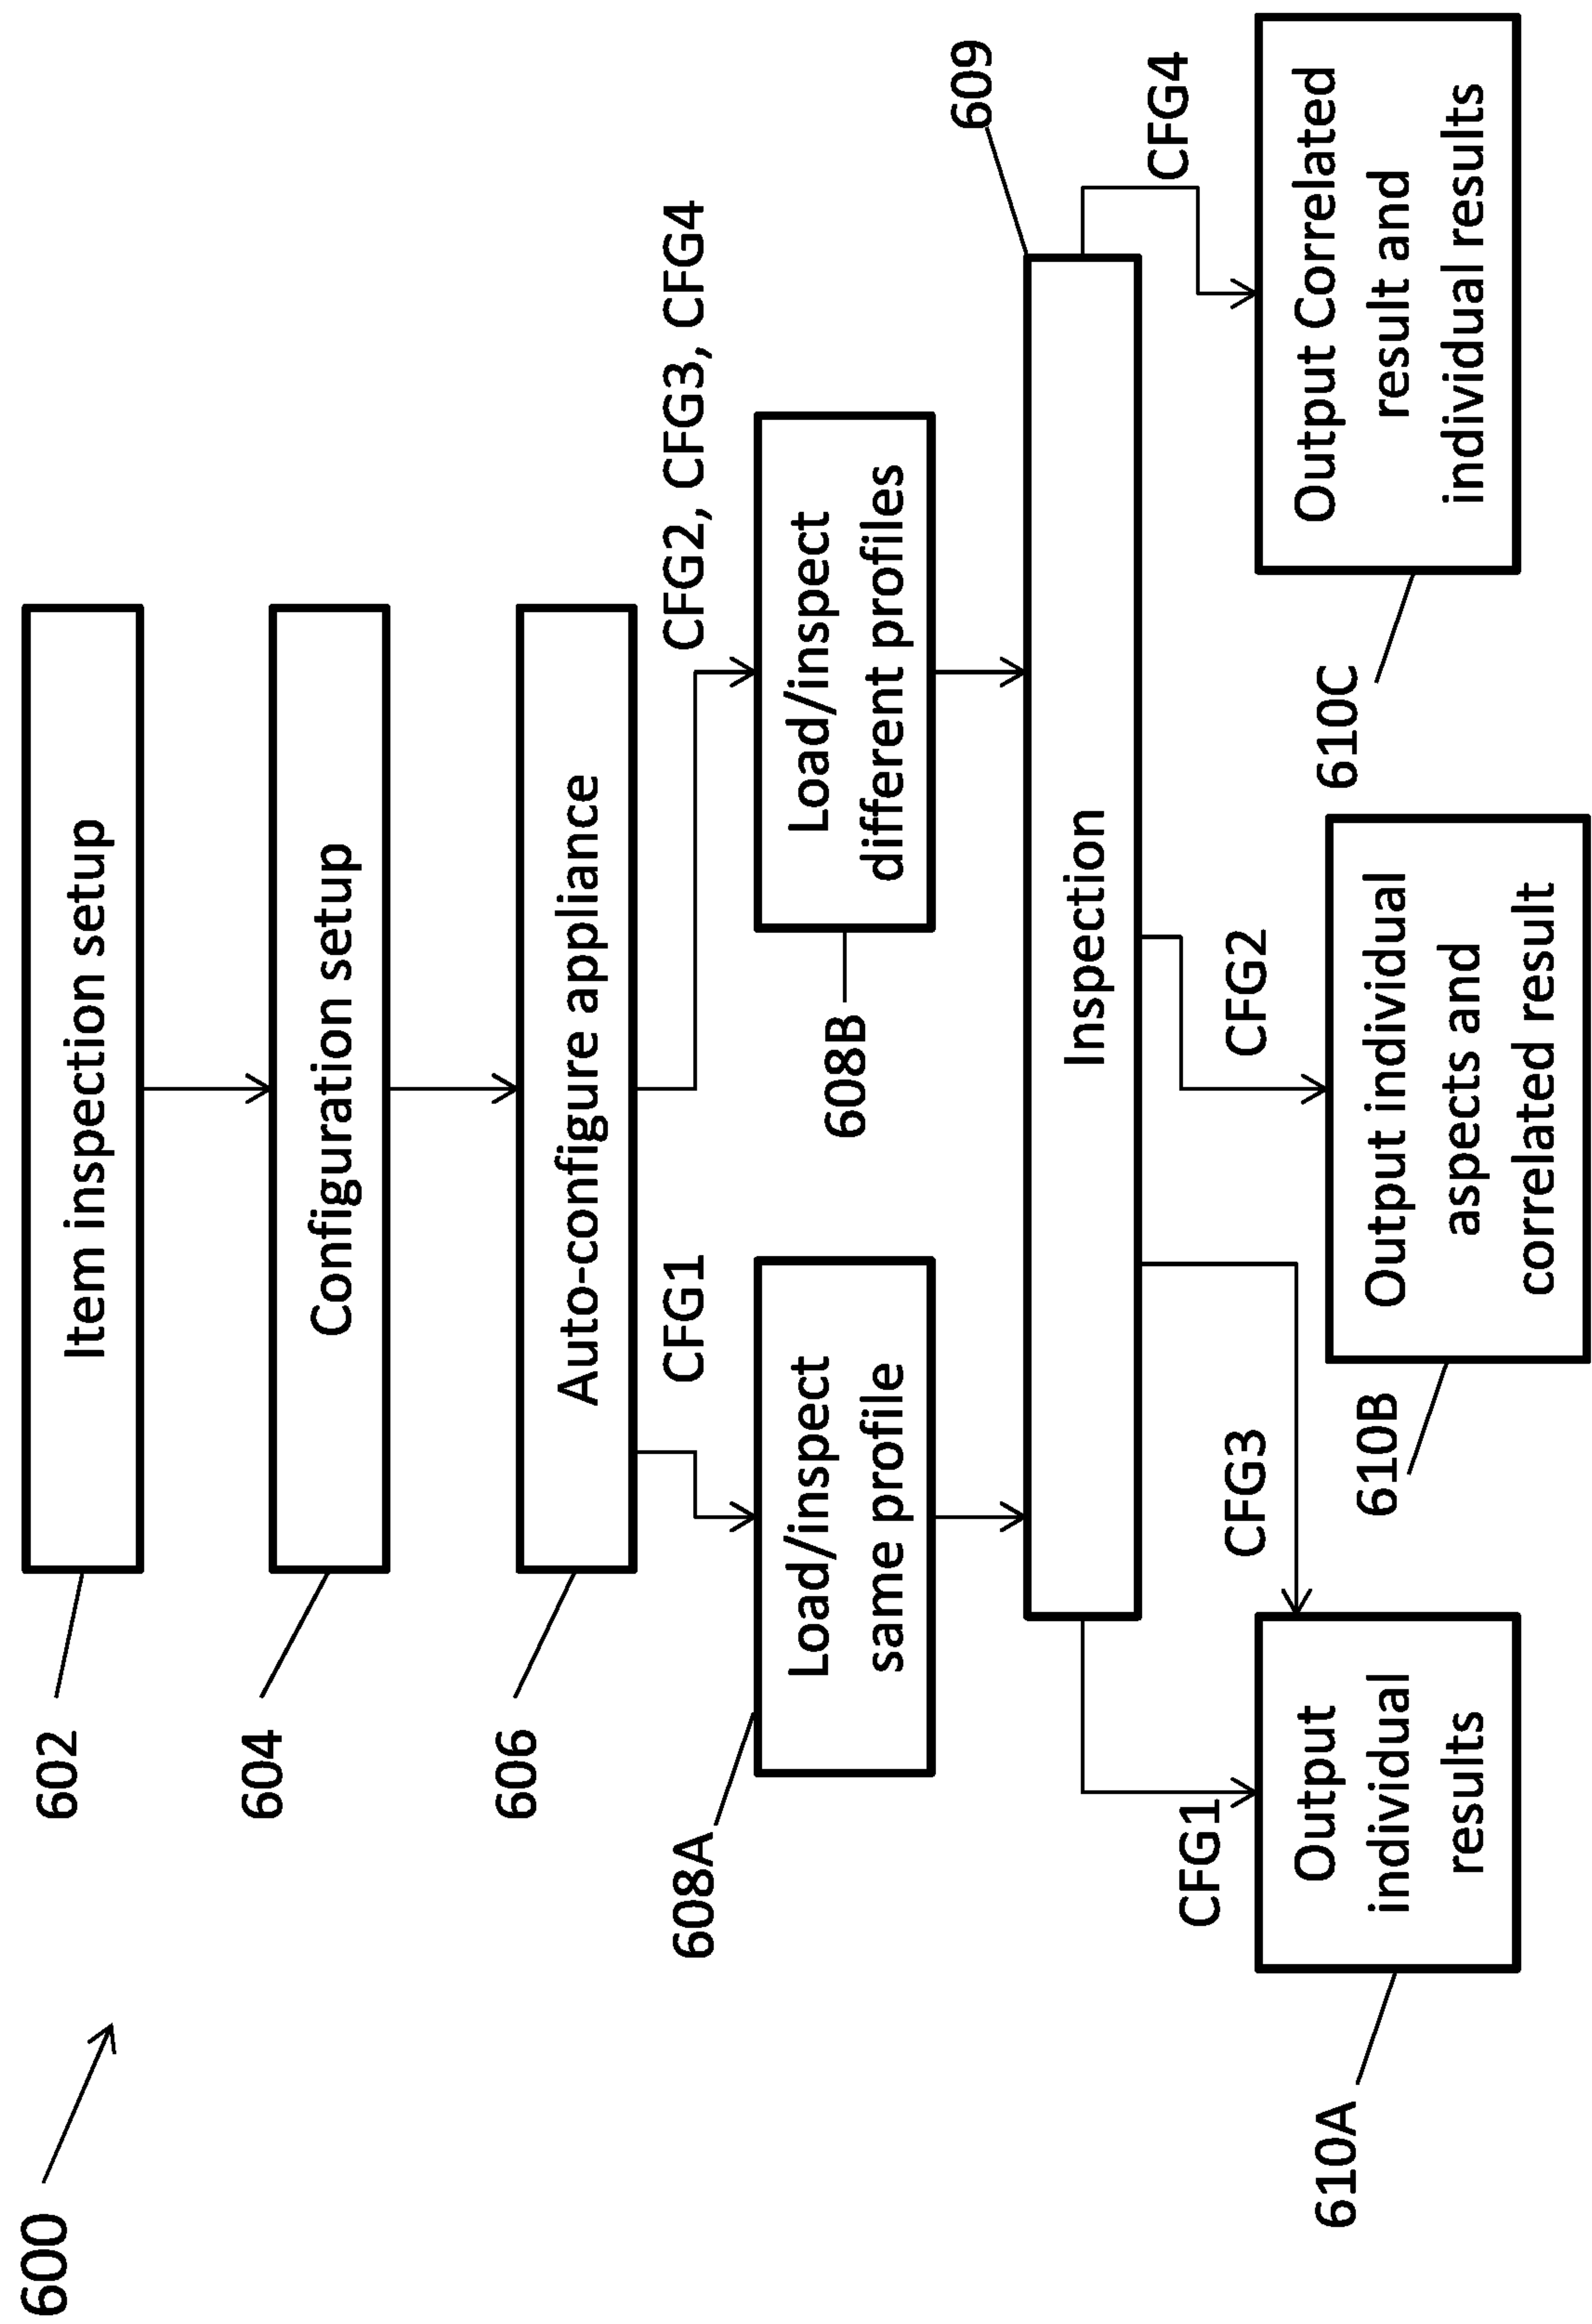 600
602
Item inspection setup
604
Configuration setup
606
Auto-configure appliance
CFG1
CFG2, CFG3, CFG4
608A
Load/inspect
same profile
608B
Load/inspect
different profiles
609
Inspection
CFG1
CFG3
CFG2
CFG4
610A
Output
individual
results
610B
Output individual
aspects and
correlated result
610C
Output Correlated
result and
individual results